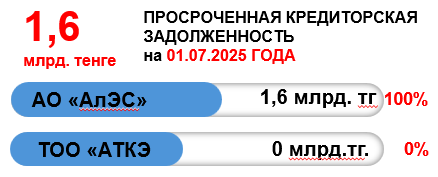 1,6
млрд. тенге
ПРОСРОЧЕННАЯ КРЕДИТОРСКАЯ
ЗАДОЛЖЕННОСТЬ
на 01.07.2025 ГОДА
АО «АлЭС» 1,6 млрд. тг 100%
ТОО «АТКЭ 0 млрд.тг. 0%